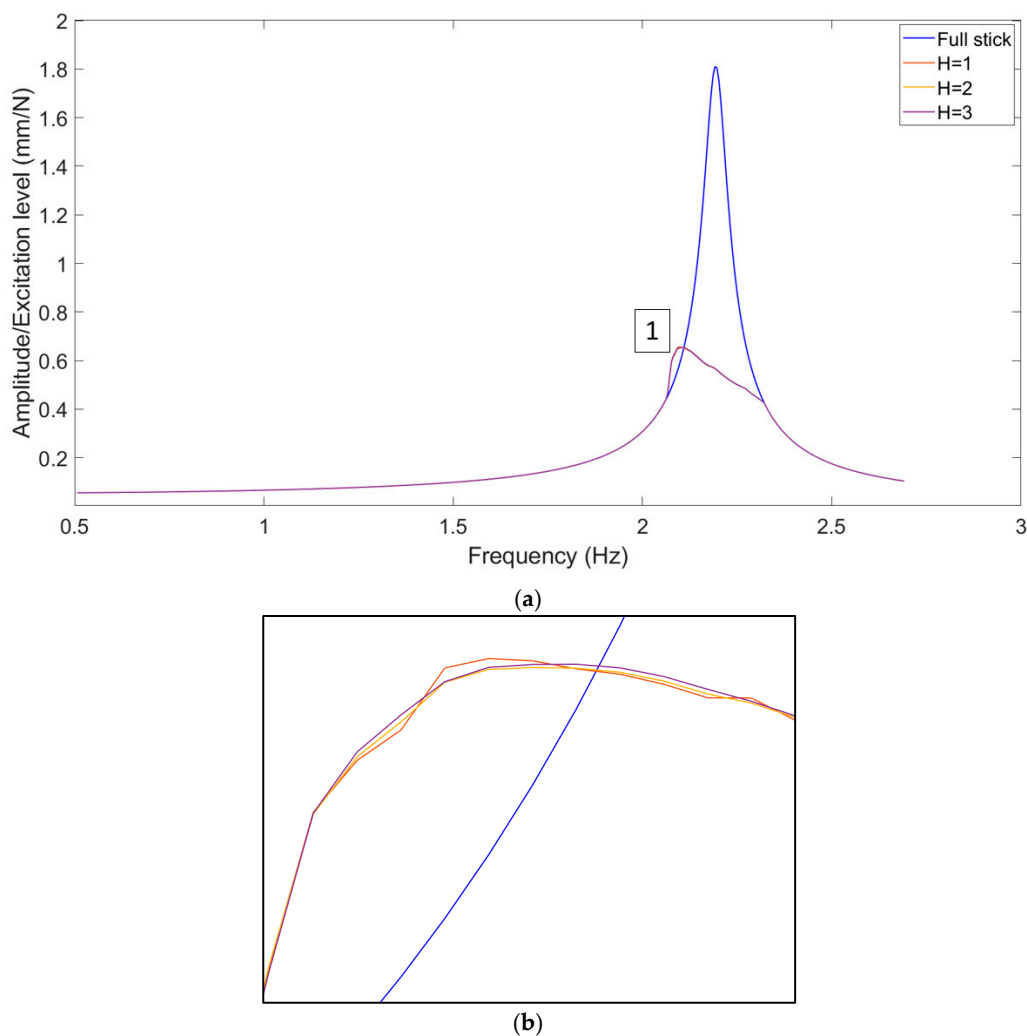 2
1.8
1.6
1.4
1.2
1
0.8
0.6
0.4
0.2
Amplitude/Excitation level (mm/N)
Full stick
H=1
H=2
H=3
1
0.5 1 1.5 2 2.5 3
Frequency (Hz)
(a)
(b)